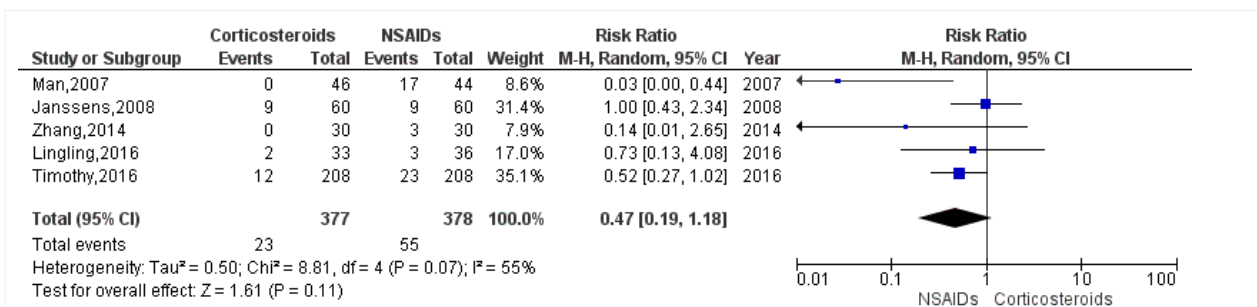 Corticosteroids NSAIDs Risk Ratio Risk Ratio
Study or Subgroup Events Total Events Total Weight M-H, Random, 95% CI Year M-H, Random, 95% CI
Man,2007 0 46 17 44 8.6% 0.03 [0.00, 0.44] 2007
Janssens,2008 9 60 9 60 31.4% 1.00 [0.43, 2.34] 2008
Zhang,2014 0 30 3 30 7.9% 0.14 [0.01, 2.65] 2014
Lingling,2016 2 33 3 36 17.0% 0.73 [0.13, 4.08] 2016
Timothy,2016 12 208 23 208 35.1% 0.52 [0.27, 1.02] 2016
Total (95% CI) 377 378 100.0% 0.47 [0.19, 1.18]
Total events 23 55
Heterogeneity: Tau² = 0.50; Chi² = 8.81, df = 4 (P = 0.07); I² = 55%
Test for overall effect: Z = 1.61 (P = 0.11)
0.01 0.1 1 10 100
NSAIDs Corticosteroids